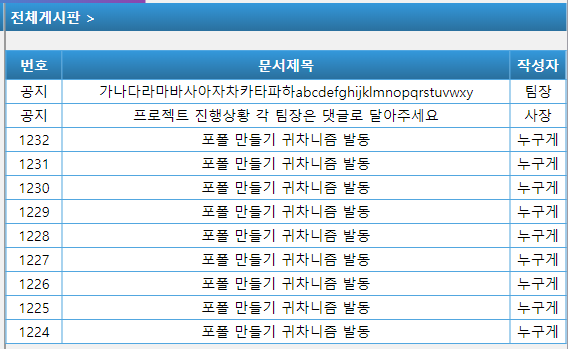 전체게시판 >
번호 문서제목 작성자
공지 가나다라마바사아자차카타파하abcdefghijklmnopqrstuvwxy 팀장
공지 프로젝트 진행상황 각 팀장은 댓글로 달아주세요 사장
1232 포폴 만들기 귀차니즘 발동 누구게
1231 포폴 만들기 귀차니즘 발동 누구게
1230 포폴 만들기 귀차니즘 발동 누구게
1229 포폴 만들기 귀차니즘 발동 누구게
1228 포폴 만들기 귀차니즘 발동 누구게
1227 포폴 만들기 귀차니즘 발동 누구게
1226 포폴 만들기 귀차니즘 발동 누구게
1225 포폴 만들기 귀차니즘 발동 누구게
1224 포폴 만들기 귀차니즘 발동 누구게